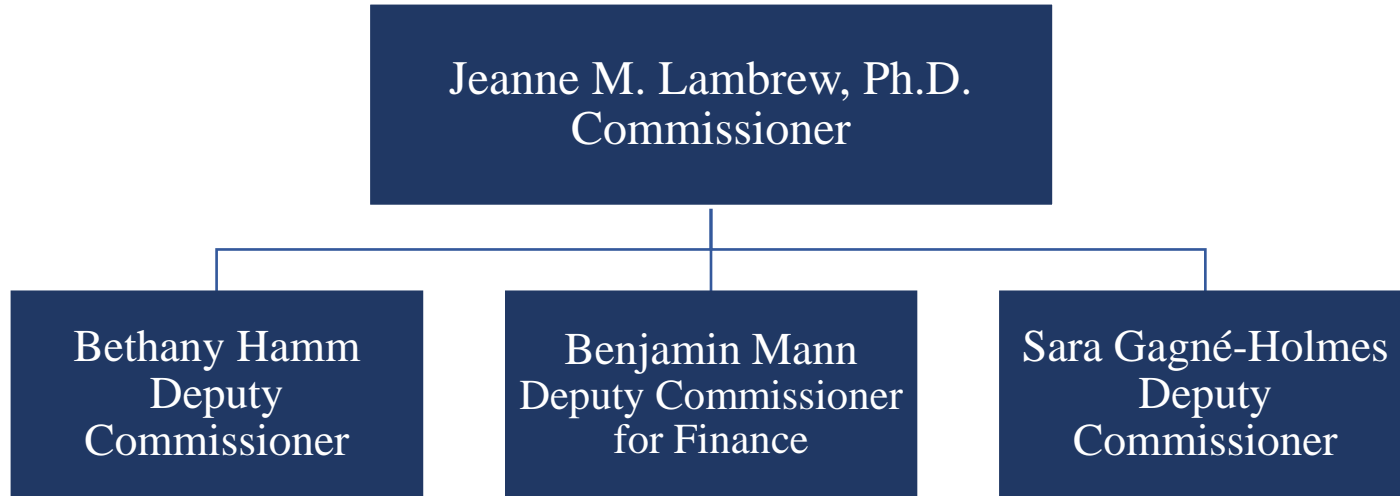 Jeanne M. Lambrew, Ph.D.
Commissioner
Bethany Hamm
Deputy
Commissioner
Benjamin Mann
Deputy Commissioner
for Finance
Sara Gagné-Holmes
Deputy
Commissioner